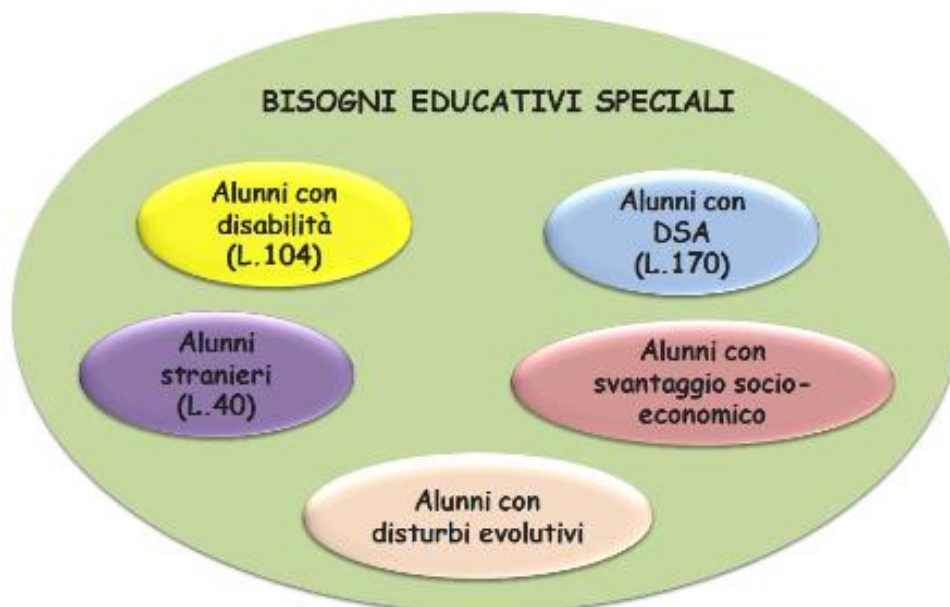 BISOGNI EDUCATIVI SPECIALI
Alunni con
disabilità
(L.104)
Alunni con
DSA
(L.170)
Alunni
stranieri
(L.40)
Alunni con
svantaggio socio-
economico
Alunni con
disturbi evolutivi